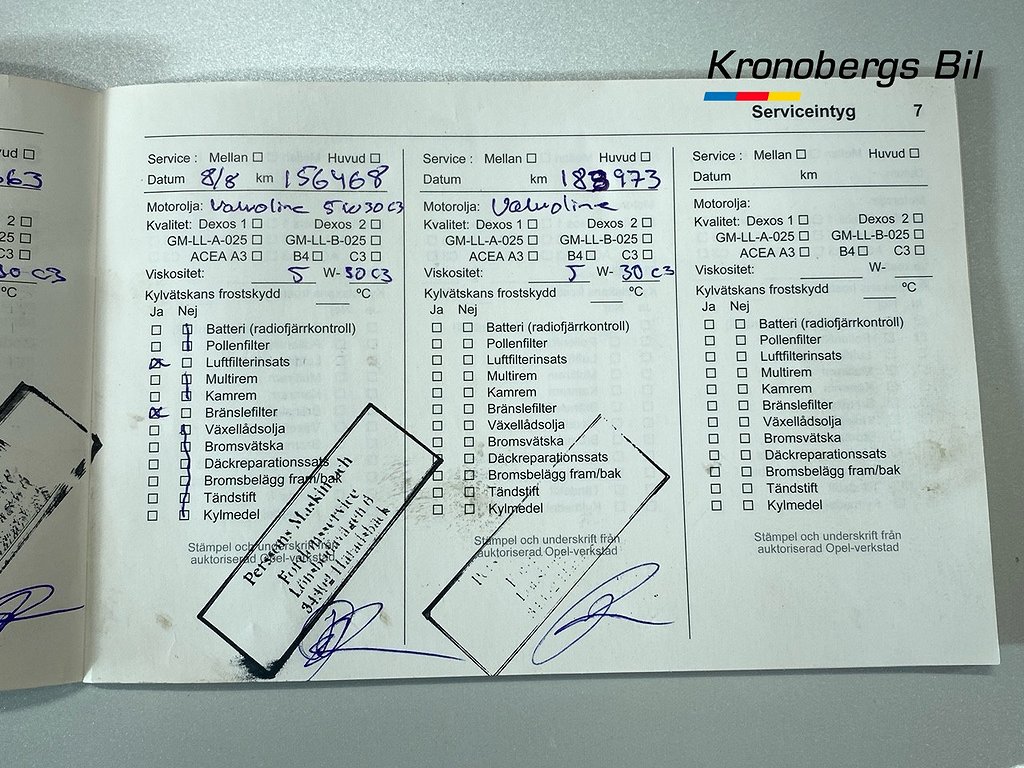 Kronobergs Bil
Serviceintyg 7
Service : Mellan Huvud
Datum 8/8 km 156468
Motorolja: Valvoline 5W30 C3
Kvalitet: Dexos 1 Dexos 2
GM-LL-A-025 GM-LL-B-025
ACEA A3 B4 C3
Viskositet: 5 W- 30 C3
Kylvätskans frostskydd ºC
Ja Nej
Batteri (radiofjärrkontroll)
Pollenfilter
Luftfilterinsats
Multirem
Kamrem
Bränslefilter
Växellådsolja
Bromsvätska
Däckreparationssats
Bromsbelägg fram/bak
Tändstift
Kylmedel
Stämpel och underskrift från
auktoriserad Opel-verkstad
Perssons Maskin och
Fordonsservice
Service : Mellan Huvud
Datum km 183973
Motorolja: Valvoline
Kvalitet: Dexos 1 Dexos 2
GM-LL-A-025 GM-LL-B-025
ACEA A3 B4 C3
Viskositet: 5 W- 30 C3
Kylvätskans frostskydd ºC
Ja Nej
Batteri (radiofjärrkontroll)
Pollenfilter
Luftfilterinsats
Multirem
Kamrem
Bränslefilter
Växellådsolja
Bromsvätska
Däckreparationssats
Bromsbelägg fram/bak
Tändstift
Kylmedel
Stämpel och underskrift från
auktoriserad Opel-verkstad
Service : Mellan Huvud
Datum km
Motorolja:
Kvalitet: Dexos 1 Dexos 2
GM-LL-A-025 GM-LL-B-025
ACEA A3 B4 C3
Viskositet: W-
Kylvätskans frostskydd ºC
Ja Nej
Batteri (radiofjärrkontroll)
Pollenfilter
Luftfilterinsats
Multirem
Kamrem
Bränslefilter
Växellådsolja
Bromsvätska
Däckreparationssats
Bromsbelägg fram/bak
Tändstift
Kylmedel
Stämpel och underskrift från
auktoriserad Opel-verkstad